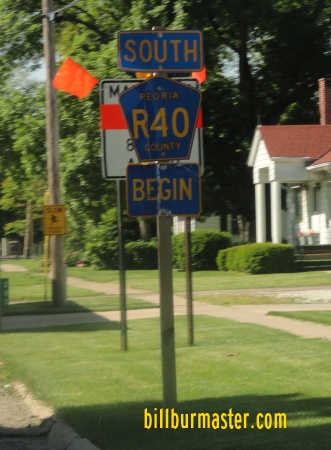 SOUTH
PEORIA
R40
COUNTY
BEGIN
billburmaster.com